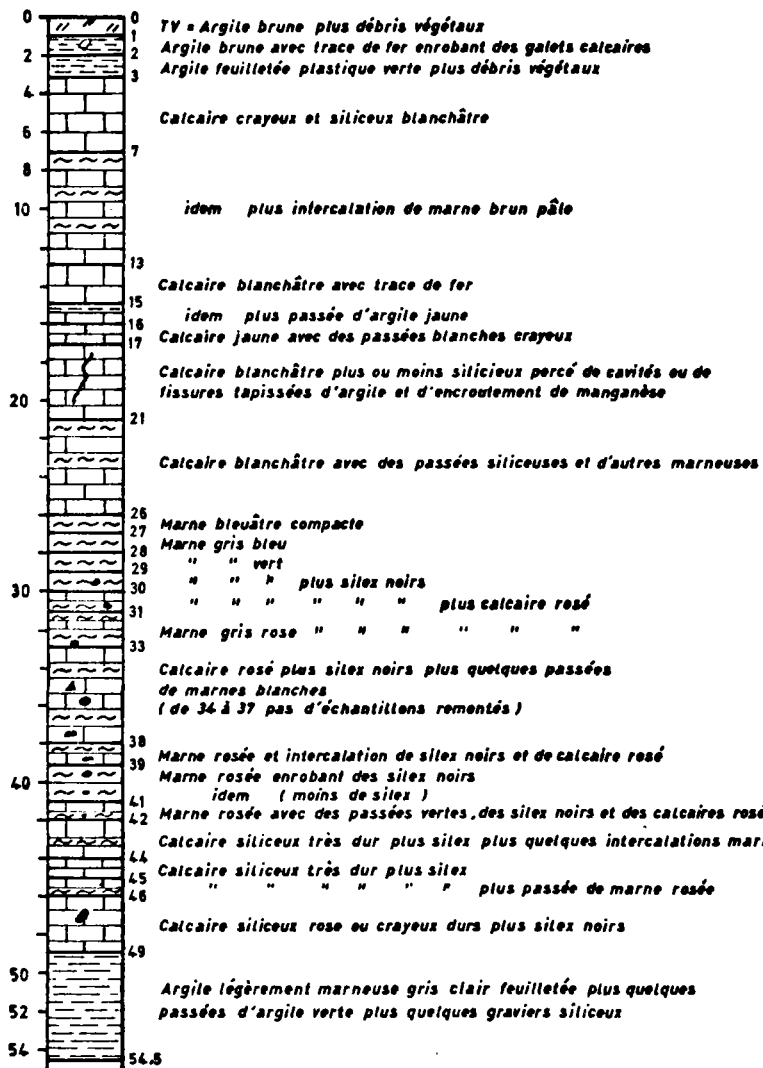 0 0 TV = Argile brune plus débris végétaux
1
Argile brune avec trace de fer enrobant des galets calcaires
2 2
Argile feuilletée plastique verte plus débris végétaux
3
4
Calcaire crayeux et siliceux blanchâtre
6
7
8
10 idem plus intercalation de marne brun pâle
13
Calcaire blanchâtre avec trace de fer
15
idem plus passée d'argile jaune
16
Calcaire jaune avec des passées blanches crayeux
17
Calcaire blanchâtre plus ou moins silicieux percé de cavités ou de
fissures tapissées d'argile et d'encroutement de manganèse
20
21
Calcaire blanchâtre avec des passées siliceuses et d'autres marneuses
26
Marne bleuâtre compacte
27
Marne gris bleu
28
" " vert
29
" " " plus silex noirs
30 30
" " " " " " plus calcaire rosé
31
Marne gris rose " " " " " "
33
Calcaire rosé plus silex noirs plus quelques passées
de marnes blanches
(de 34 à 37 pas d'échantillons remontés)
38
Marne rosée et intercalation de silex noirs et de calcaire rosé
39
Marne rosée enrobant des silex noirs
40
idem (moins de silex)
41
Marne rosée avec des passées vertes, des silex noirs et des calcaires rosé
42
Calcaire siliceux très dur plus silex plus quelques intercalations mar
44
Calcaire siliceux très dur plus silex
45
" " " " " " plus passée de marne rosée
46
Calcaire siliceux rose ou crayeux durs plus silex noirs
49
50
Argile légèrement marneuse gris clair feuilletée plus quelques
52 passées d'argile verte plus quelques graviers siliceux
54
54.5